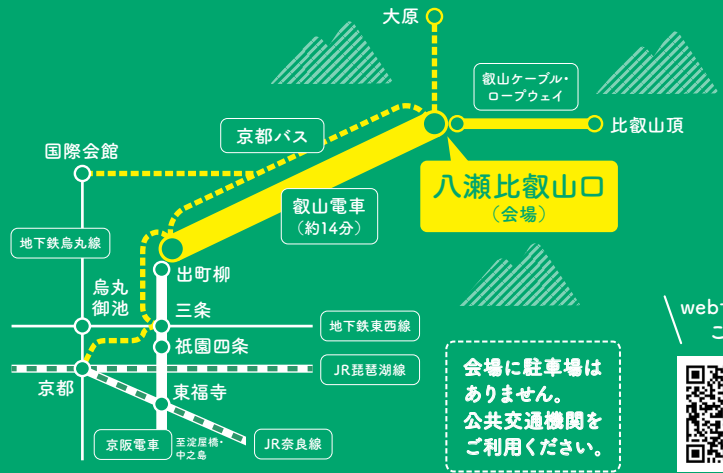 大原
叡山ケーブル・
ロープウェイ
比叡山頂
京都バス
国際会館
八瀬比叡山口
(会場)
叡山電車
(約14分)
地下鉄烏丸線
出町柳
烏丸
御池
三条
地下鉄東西線
祇園四条
JR琵琶湖線
京都
東福寺
京阪電車
至淀屋橋・
中之島
JR奈良線
会場に駐車場は
ありません。
公共交通機関を
ご利用ください。
web
こ